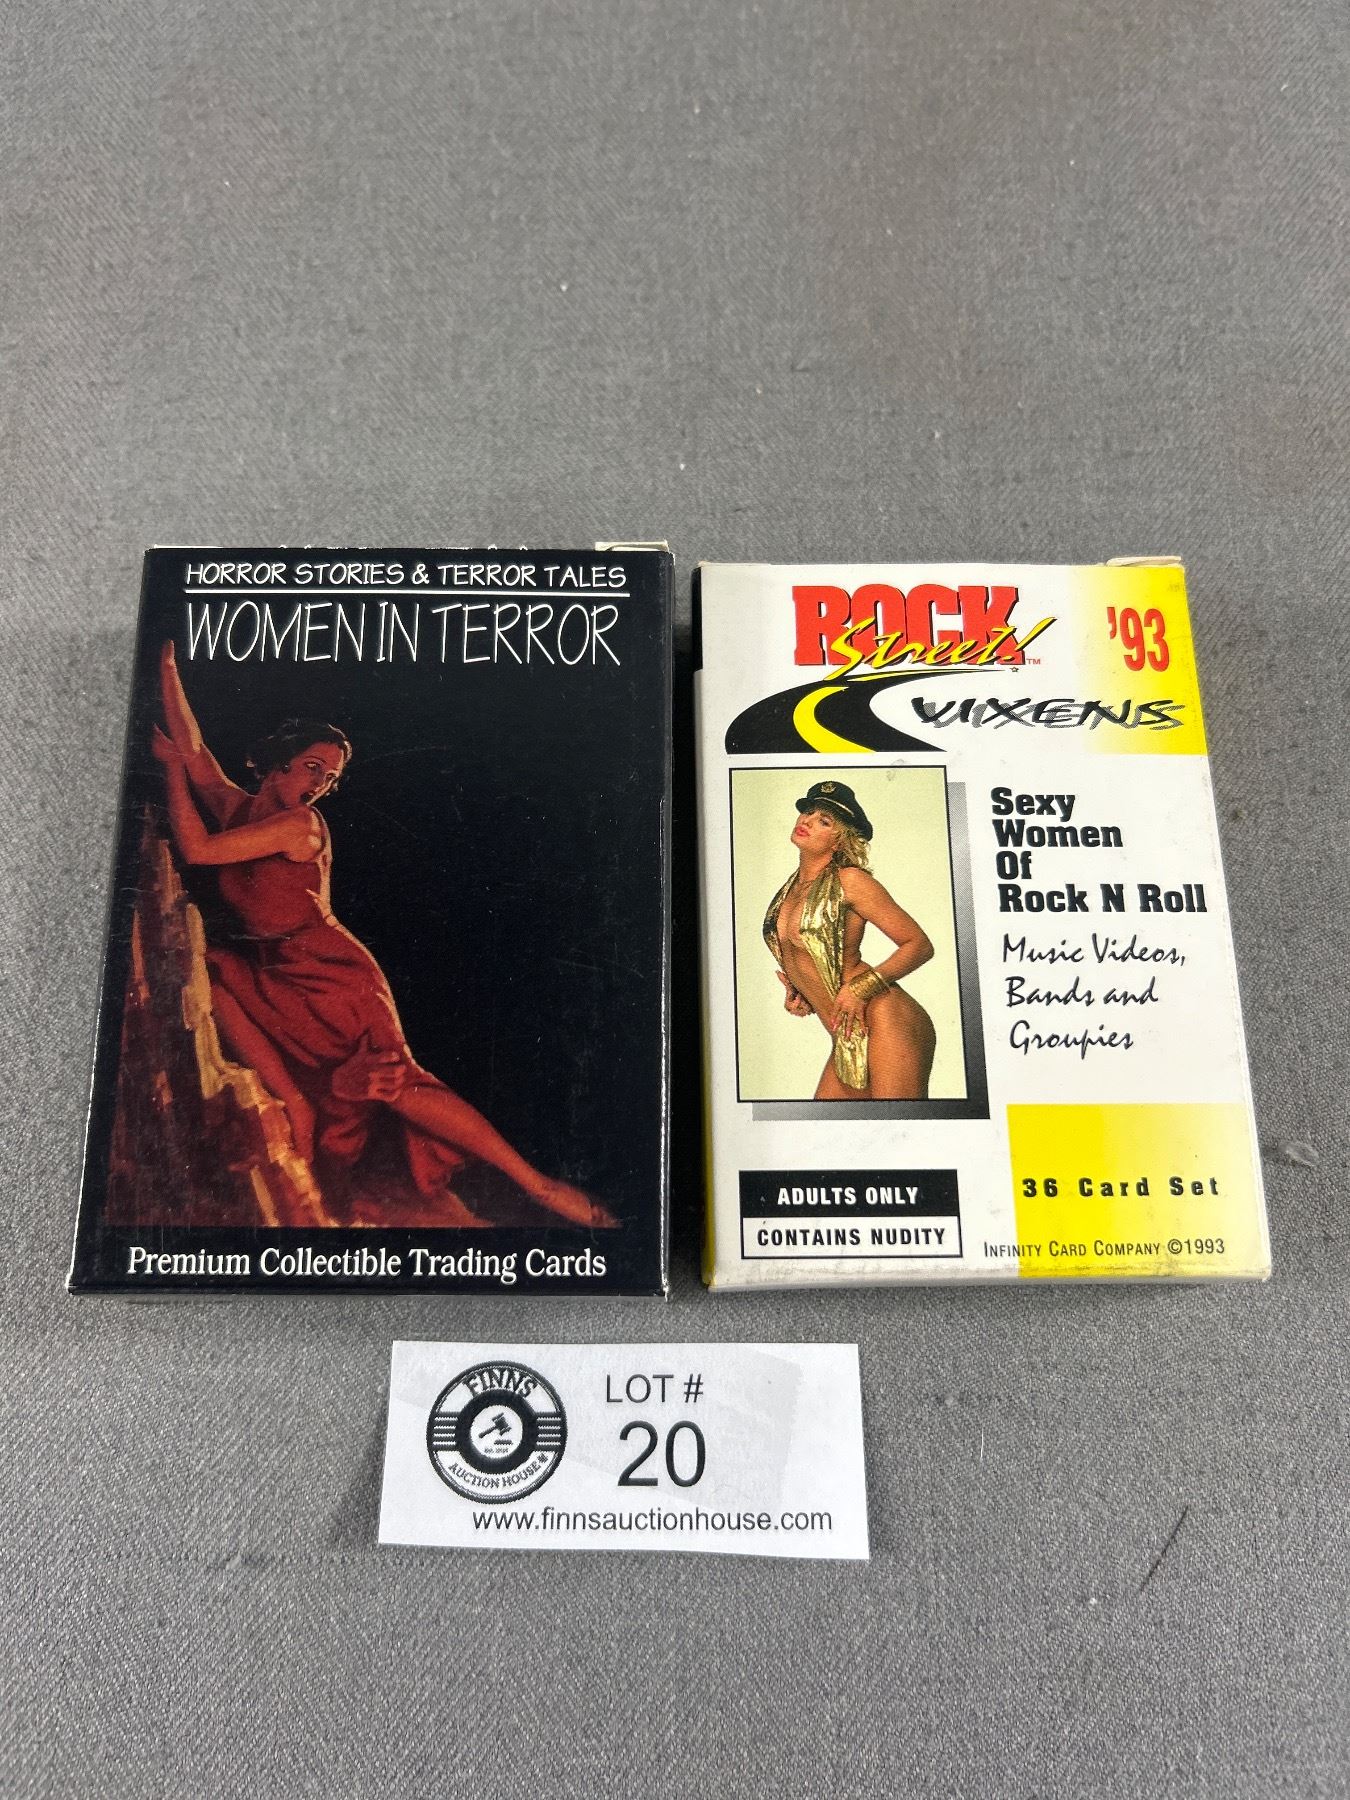 HORROR STORIES & TERROR TALES
WOMEN IN TERROR
Premium Collectible Trading Cards
ROCK
Street!™
'93
VIXENS
Sexy
Women
Of
Rock N Roll
Music Videos,
Bands and
Groupies
36 Card Set
ADULTS ONLY
CONTAINS NUDITY
INFINITY CARD COMPANY ©1993
FINNS
AUCTION HOUSE
LOT #
20
www.finnsauctionhouse.com